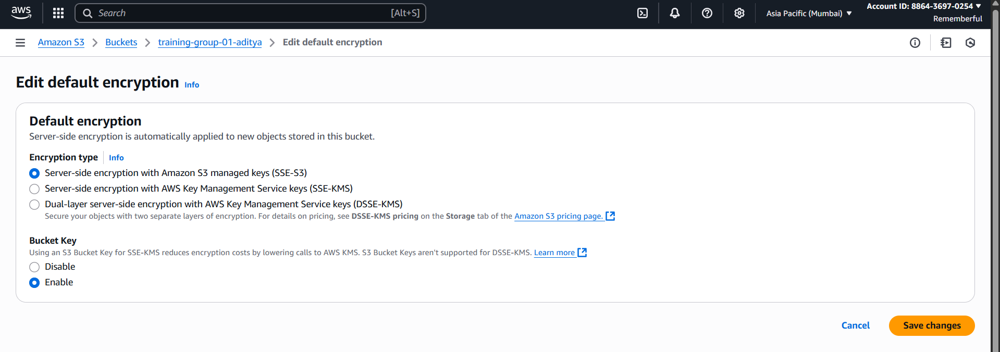 aws
Search [Alt+S]
Asia Pacific (Mumbai)
Account ID: 8864-3697-0254
Rememberful
Amazon S3 > Buckets > training-group-01-aditya > Edit default encryption
Edit default encryption Info
Default encryption
Server-side encryption is automatically applied to new objects stored in this bucket.
Encryption type Info
Server-side encryption with Amazon S3 managed keys (SSE-S3)
Server-side encryption with AWS Key Management Service keys (SSE-KMS)
Dual-layer server-side encryption with AWS Key Management Service keys (DSSE-KMS)
Secure your objects with two separate layers of encryption. For details on pricing, see DSSE-KMS pricing on the Storage tab of the Amazon S3 pricing page.
Bucket Key
Using an S3 Bucket Key for SSE-KMS reduces encryption costs by lowering calls to AWS KMS. S3 Bucket Keys aren't supported for DSSE-KMS. Learn more
Disable
Enable
Cancel Save changes